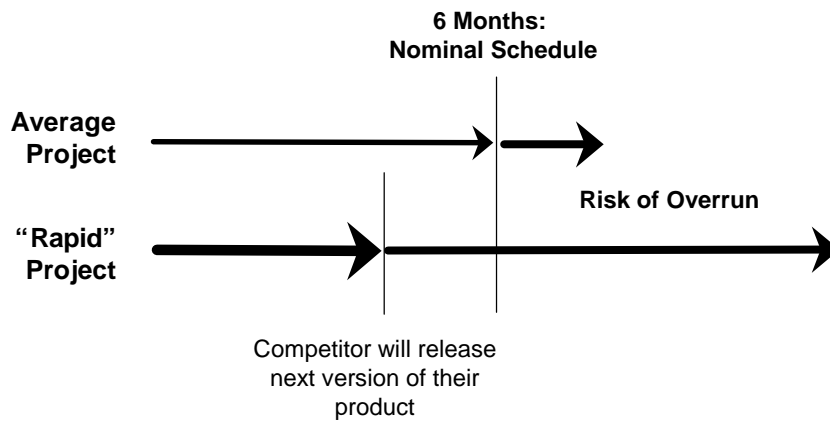 6 Months:
Nominal Schedule
Average
Project
Risk of Overrun
“Rapid”
Project
Competitor will release
next version of their
product